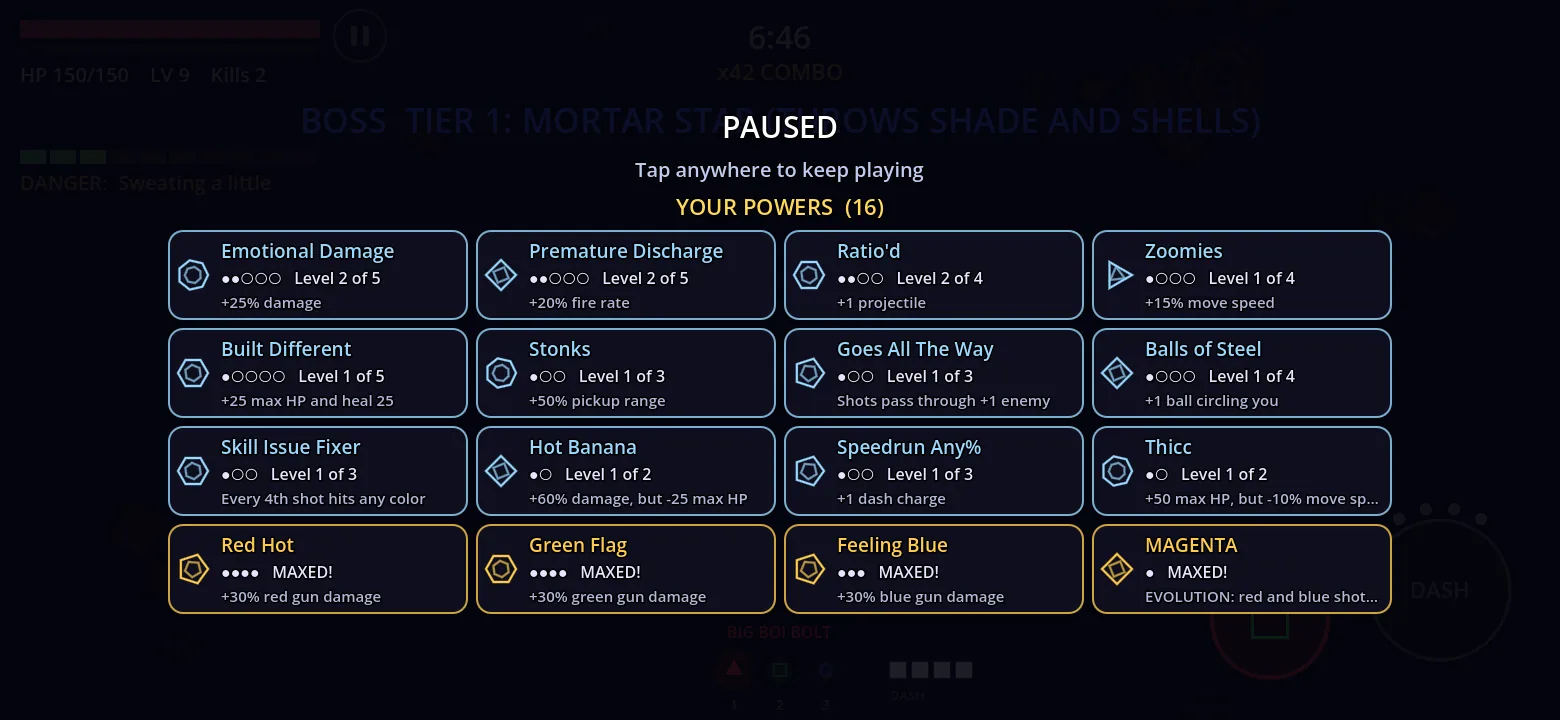 6:46
HP 150/150 LV 9 Kills 2
x42 COMBO
BOSS TIER 1: MORTAR STA OWS SHADE AND SHELLS)
PAUSED
Tap anywhere to keep playing
DANGER: Sweating a little
YOUR POWERS (16)
Emotional Damage
●●○○○ Level 2 of 5
+25% damage
Premature Discharge
●●○○○ Level 2 of 5
+20% fire rate
Ratio'd
●●○○ Level 2 of 4
+1 projectile
Zoomies
●○○○ Level 1 of 4
+15% move speed
Built Different
●○○○○ Level 1 of 5
+25 max HP and heal 25
Stonks
●○○ Level 1 of 3
+50% pickup range
Goes All The Way
●○○ Level 1 of 3
Shots pass through +1 enemy
Balls of Steel
●○○○ Level 1 of 4
+1 ball circling you
Skill Issue Fixer
●○○ Level 1 of 3
Every 4th shot hits any color
Hot Banana
●○ Level 1 of 2
+60% damage, but -25 max HP
Speedrun Any%
●○○ Level 1 of 3
+1 dash charge
Thicc
●○ Level 1 of 2
+50 max HP, but -10% move sp...
Red Hot
●●●● MAXED!
+30% red gun damage
Green Flag
●●●● MAXED!
+30% green gun damage
Feeling Blue
●●● MAXED!
+30% blue gun damage
MAGENTA
● MAXED!
EVOLUTION: red and blue shot...
DASH
BIG BOI BOLT
DASH
1 2 3